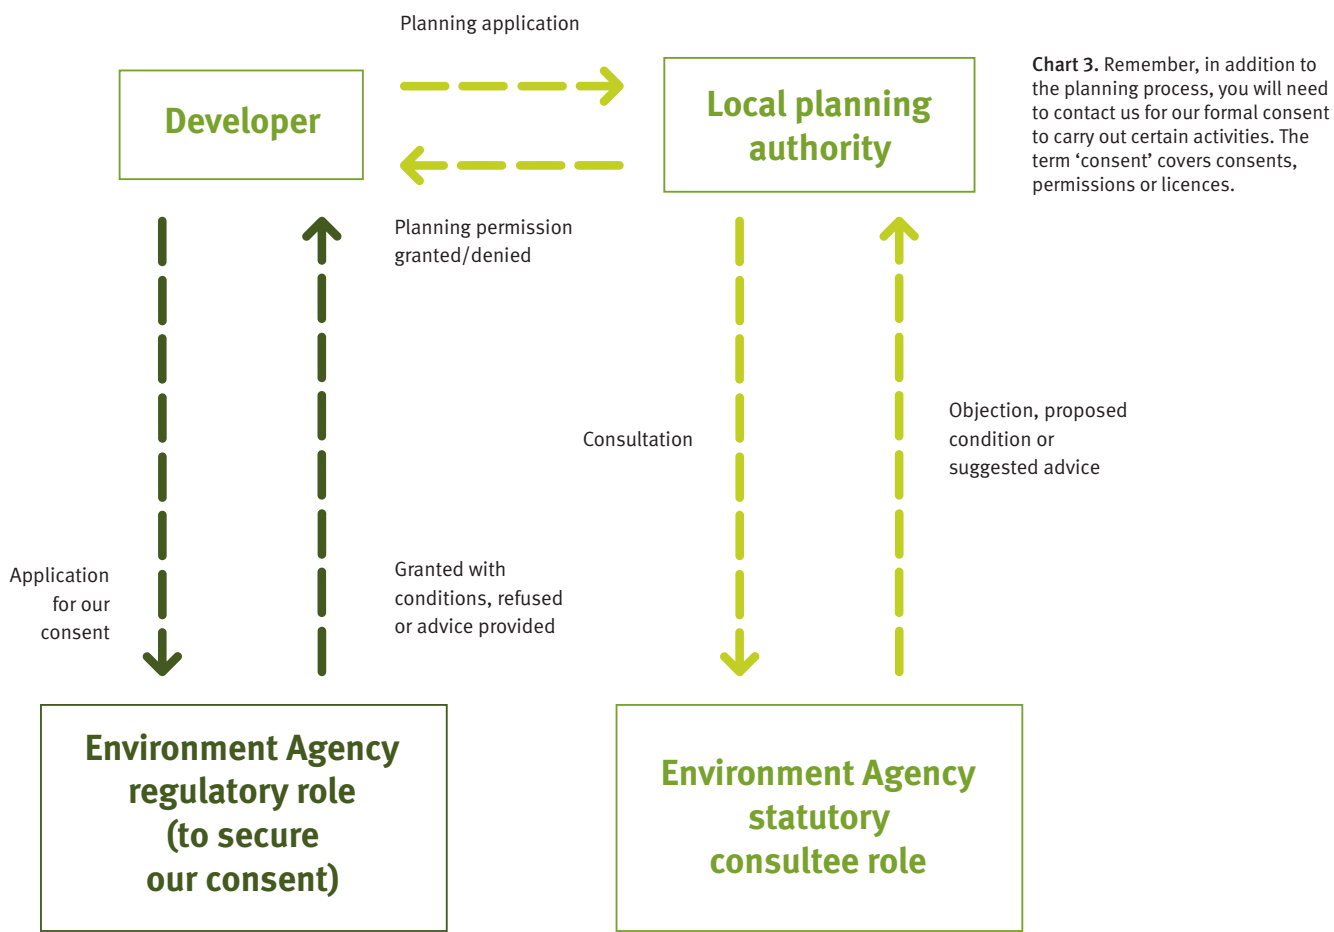 Planning application
Developer
Local planning
authority
Chart 3. Remember, in addition to
the planning process, you will need
to contact us for our formal consent
to carry out certain activities. The
term ‘consent’ covers consents,
permissions or licences.
Planning permission
granted/denied
Consultation
Objection, proposed
condition or
suggested advice
Application
for our
consent
Granted with
conditions, refused
or advice provided
Environment Agency
regulatory role
(to secure
our consent)
Environment Agency
statutory
consultee role